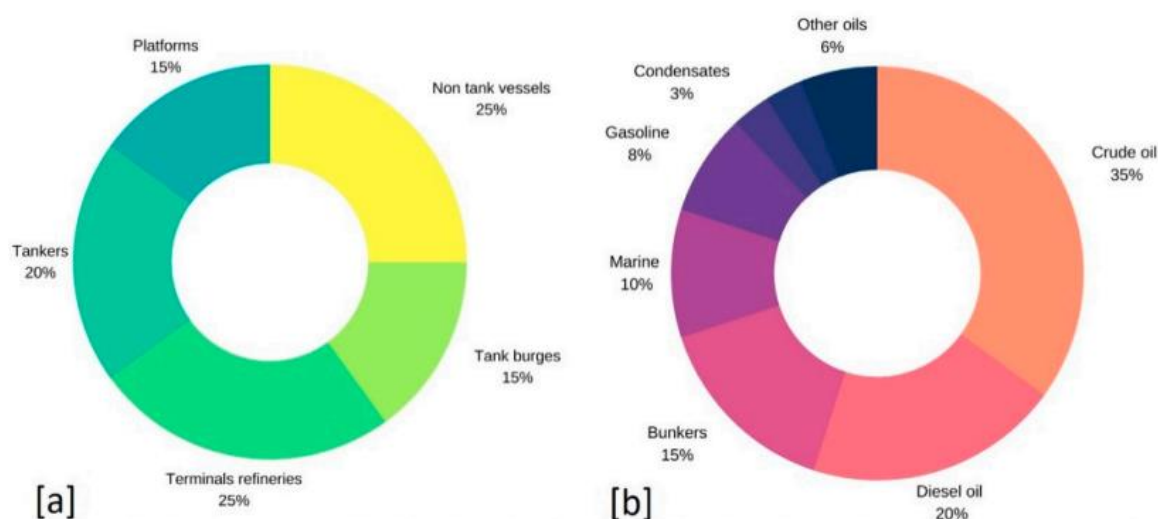 Platforms
15%
Non tank vessels
25%
Tankers
20%
Tank burges
15%
Terminals refineries
25%
[a]
Other oils
6%
Condensates
3%
Gasoline
8%
Crude oil
35%
Marine
10%
Bunkers
15%
Diesel oil
20%
[b]